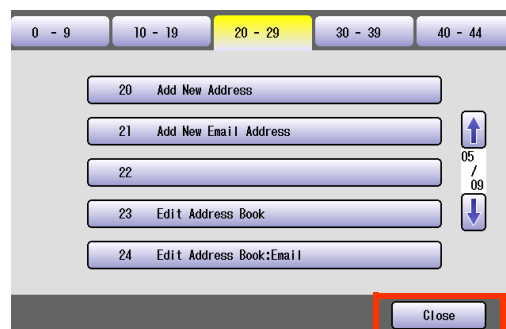 0 - 9 10 - 19 20 - 29 30 - 39 40 - 44
20 Add New Address
21 Add New Email Address
22
23 Edit Address Book
24 Edit Address Book:Email
05
/
09
Close